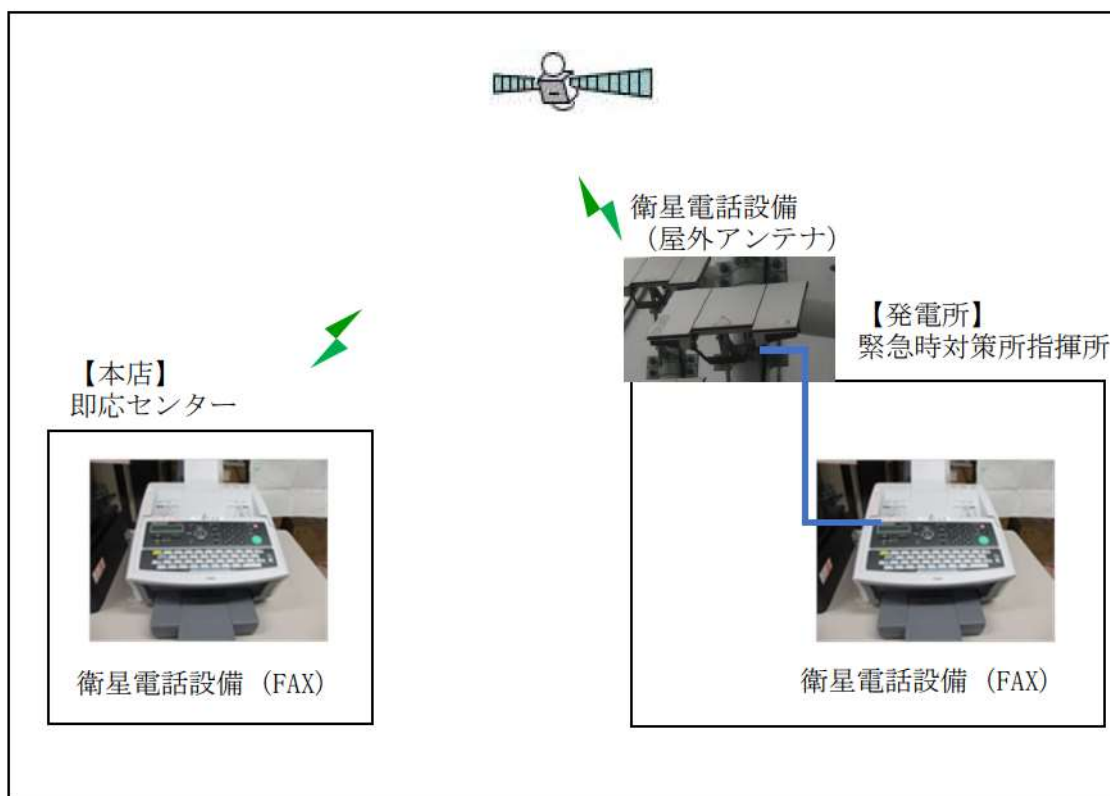 衛星電話設備
（屋外アンテナ）
【発電所】
緊急時対策所指揮所
【本店】
即応センター
衛星電話設備 (FAX)
衛星電話設備 (FAX)